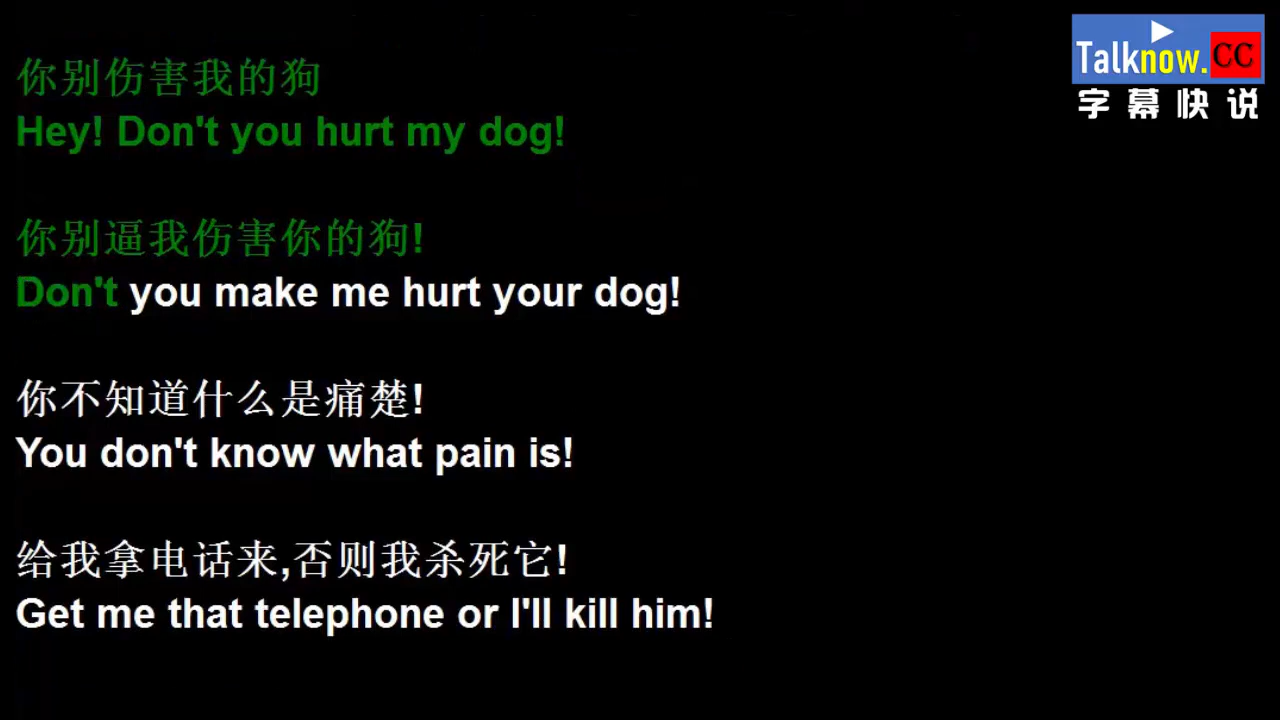 你别伤害我的狗
Hey! Don't you hurt my dog!
你别逼我伤害你的狗!
Don't you make me hurt your dog!
你不知道什么是痛楚!
You don't know what pain is!
给我拿电话来,否则我杀死它!
Get me that telephone or I'll kill him!
Talknow.CC
字幕快说